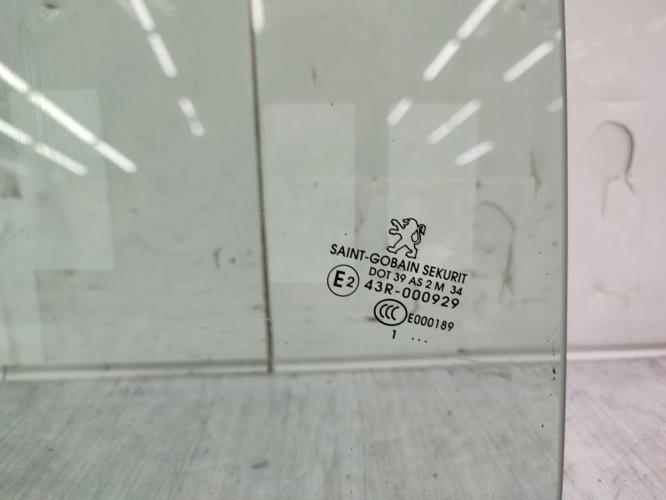 SAINT-GOBAIN SEKURIT
DOT 39 AS 2 M 34
E2 43R-000929
CCC E000189
1 ...